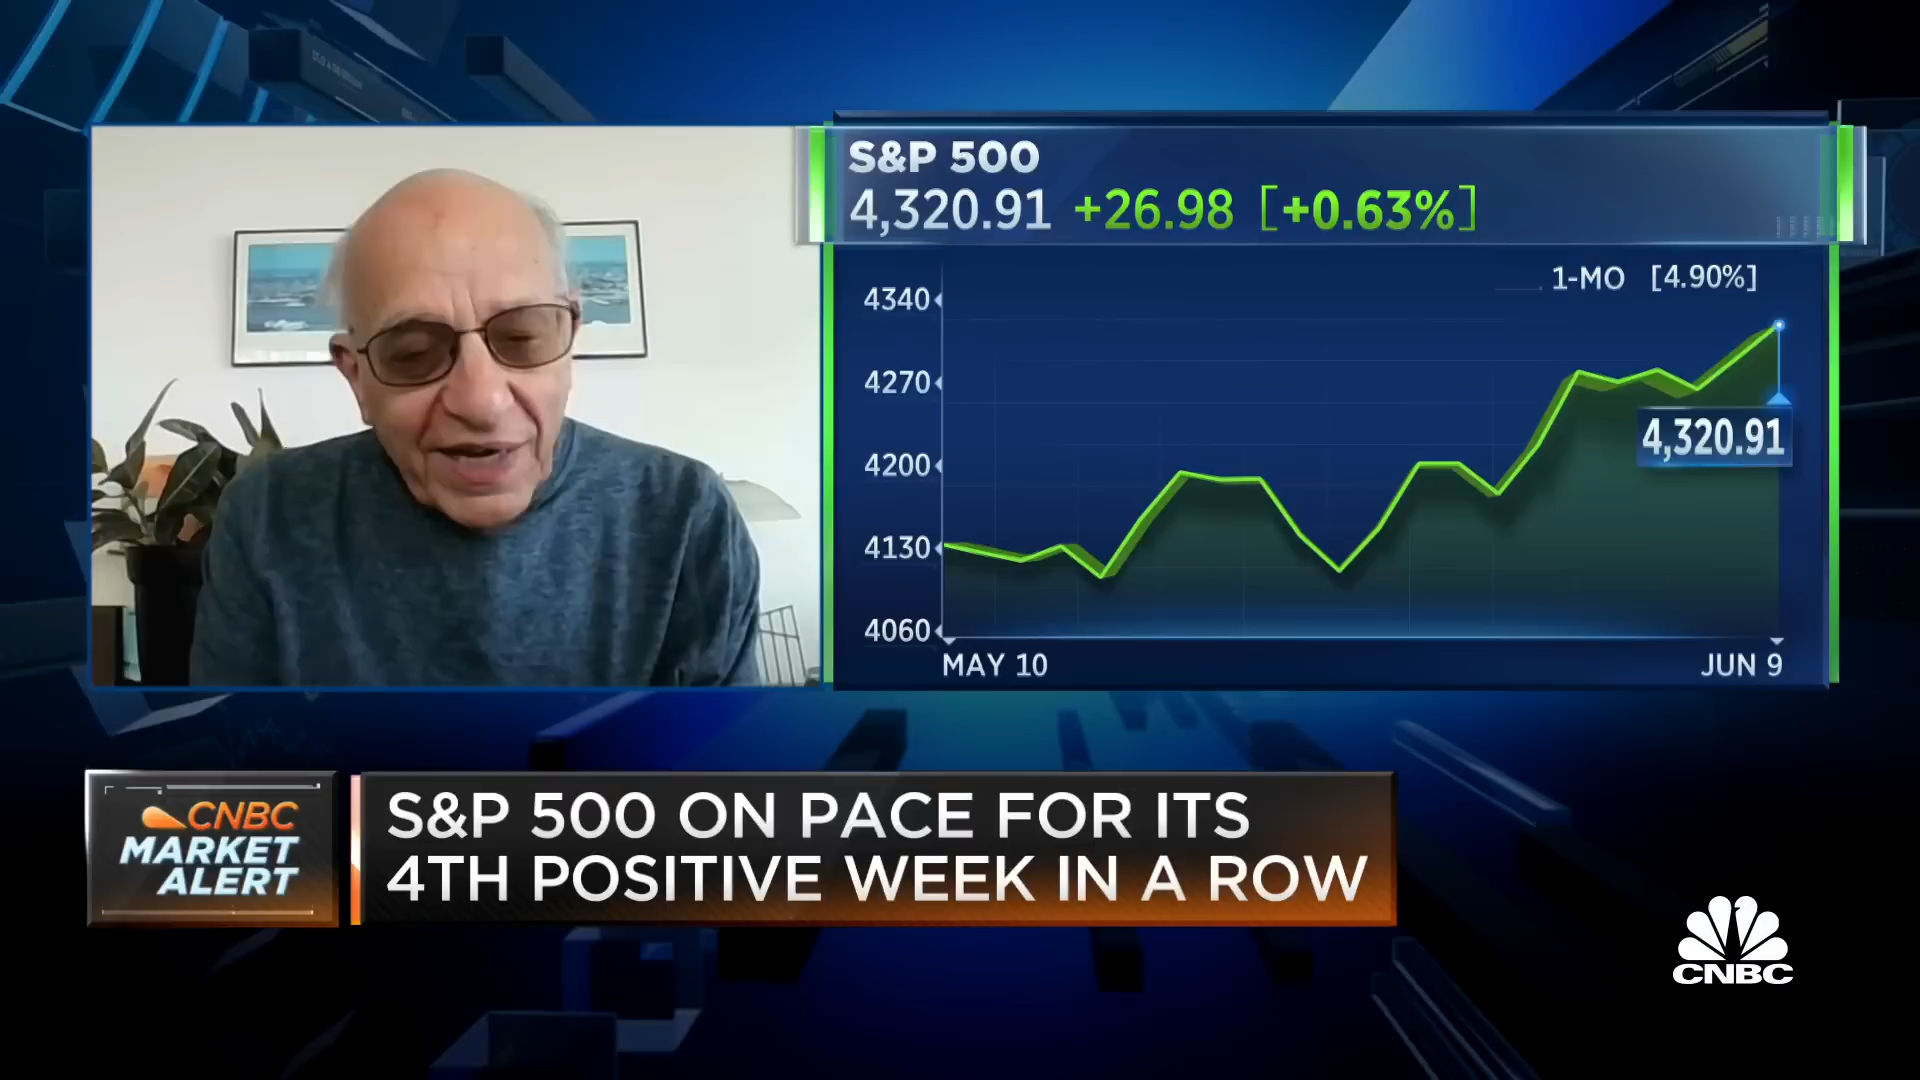 S&P 500
4,320.91 +26.98 [+0.63%]
1-MO [4.90%]
4340
4270
4200
4130
4060
4,320.91
MAY 10 JUN 9
CNBC
MARKET
ALERT
S&P 500 ON PACE FOR ITS
4TH POSITIVE WEEK IN A ROW
CNBC